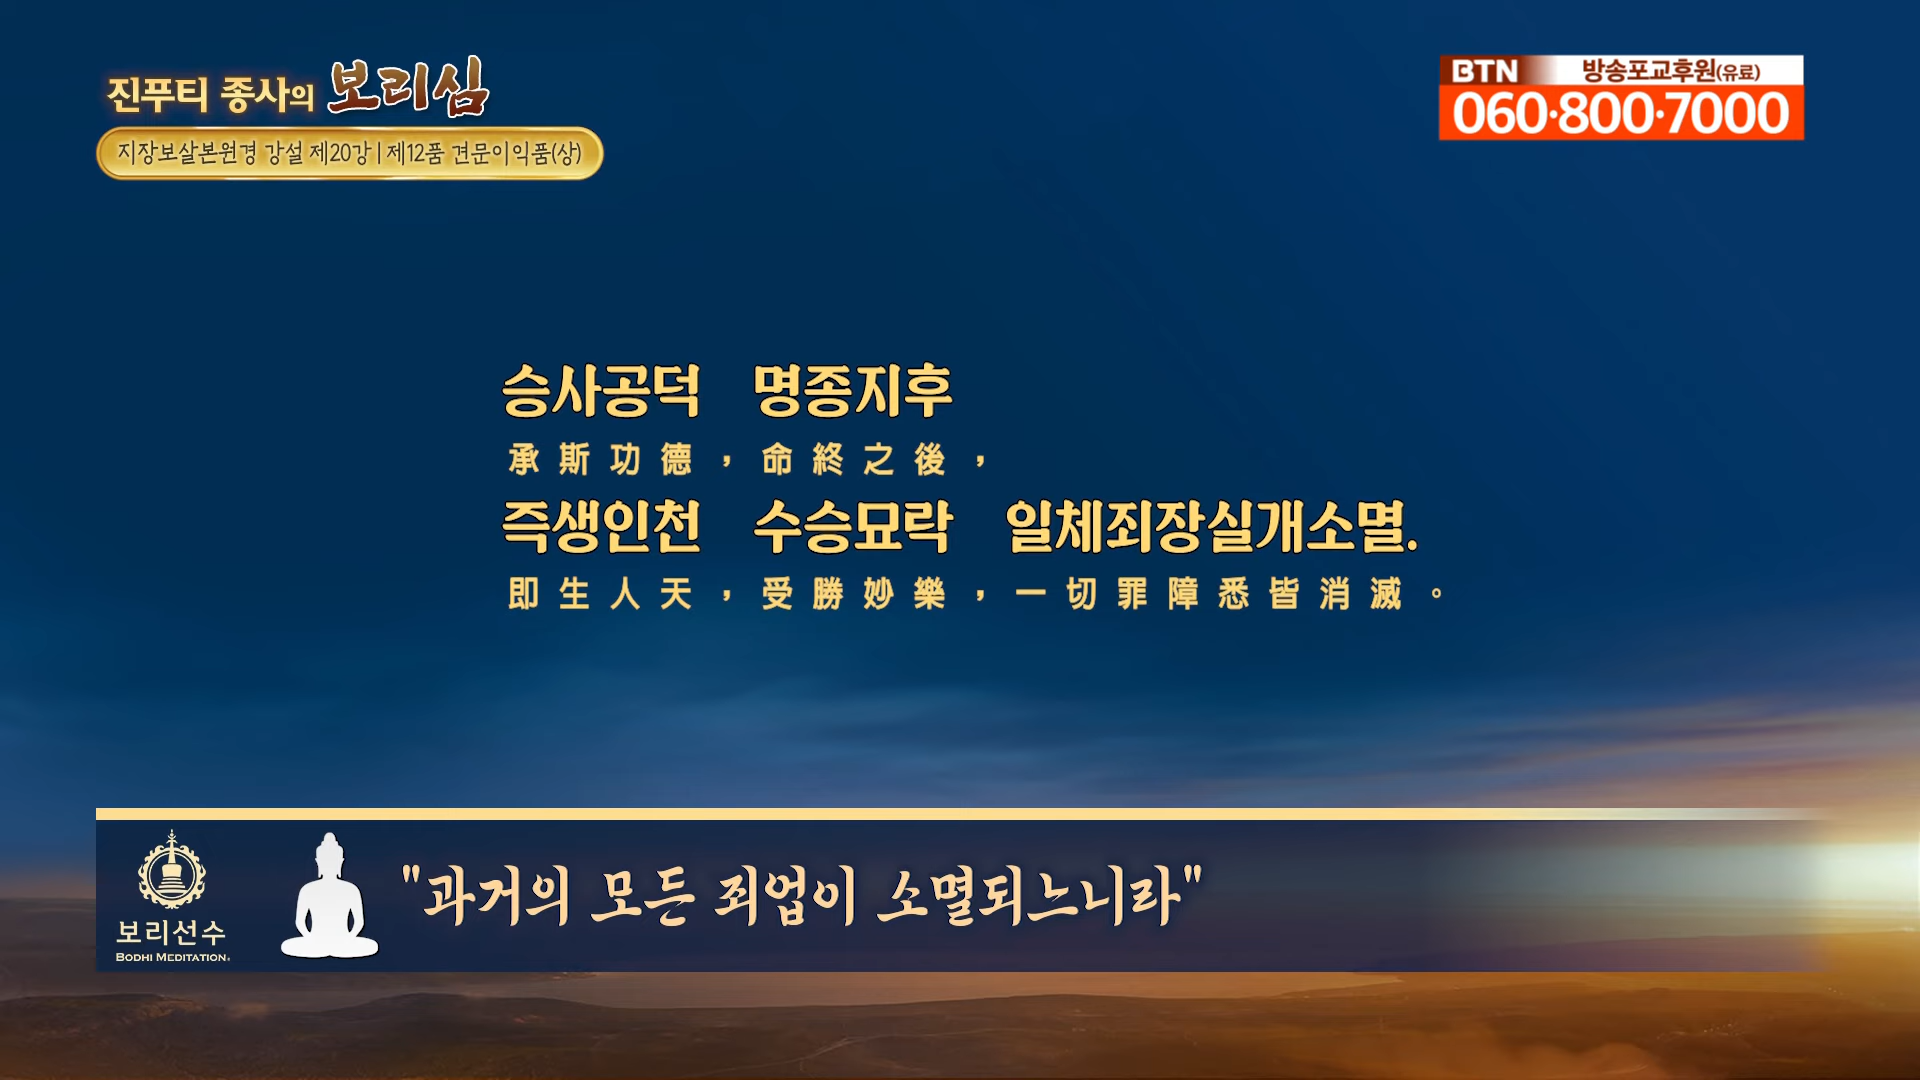 진푸티 종사의 보리심
지장보살본원경 강설 제20강 | 제12품 견문이익품(상)
BTN 방송포교후원(유료)
060·800·7000
승사공덕 명종지후
承斯功德，命終之後，
즉생인천 수승묘락 일체죄장실개소멸.
即生人天，受勝妙樂，一切罪障悉皆消滅。
"과거의 모든 죄업이 소멸되느니라"
보리선수
BODHI MEDITATION